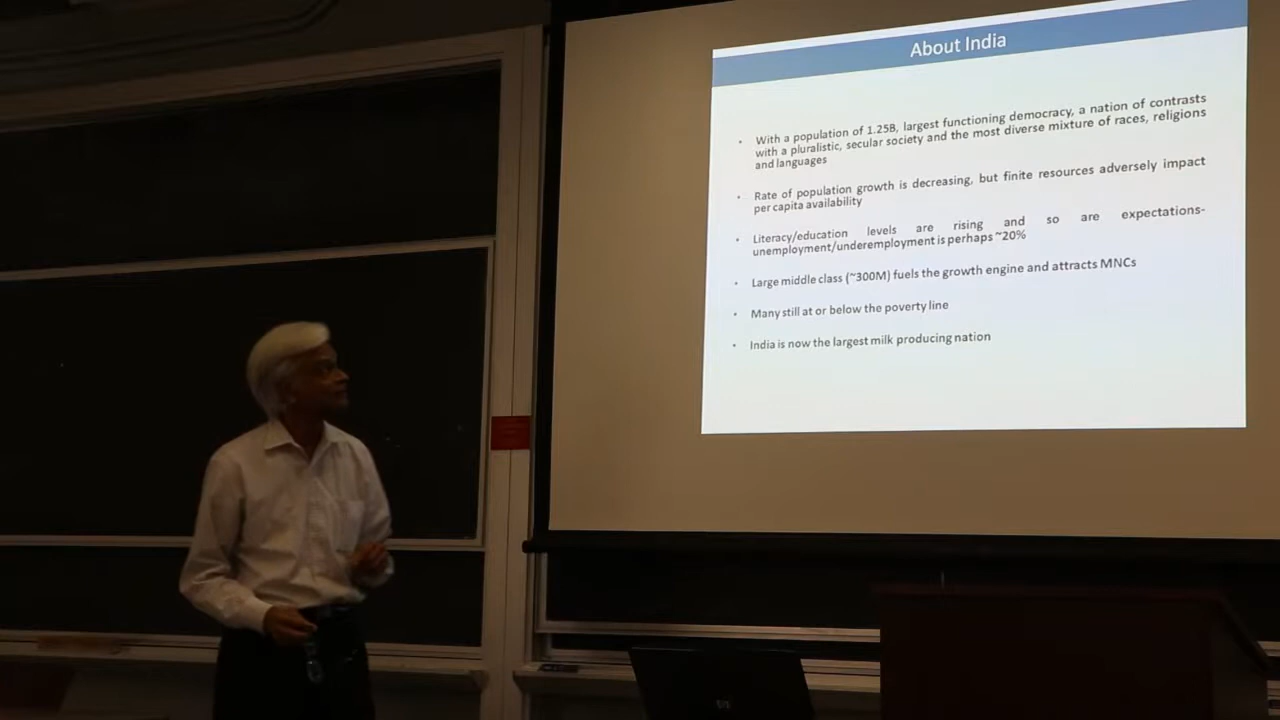 About India
• With a population of 1.25B, largest functioning democracy, a nation of contrasts
with a pluralistic, secular society and the most diverse mixture of races, religions
and languages
• Rate of population growth is decreasing, but finite resources adversely impact
per capita availability
• Literacy/education levels are rising and so are expectations-
unemployment/underemployment is perhaps ~20%
• Large middle class (~300M) fuels the growth engine and attracts MNCs
• Many still at or below the poverty line
• India is now the largest milk producing nation
hp